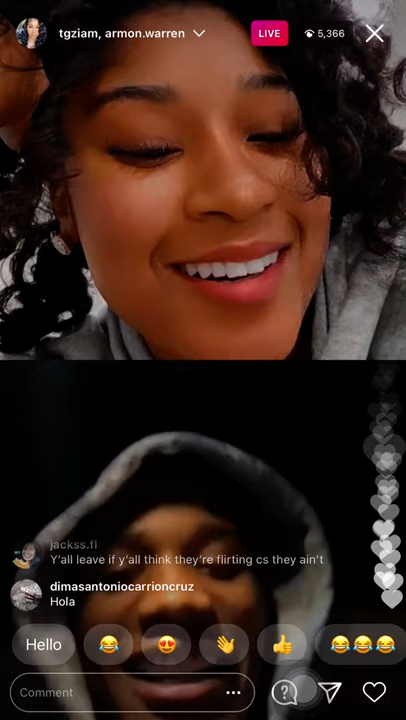 tgziam, armon.warren
LIVE
5,366
jackss.fl
Y'all leave if y'all think they're flirting cs they ain't
dimasantoniocarrioncruz
Hola
Hello
Comment